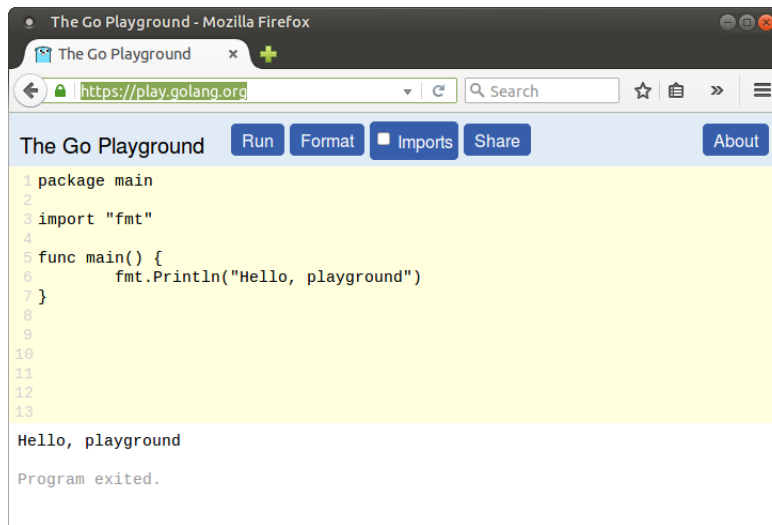 The Go Playground - Mozilla Firefox
The Go Playground
https://play.golang.org
Search
The Go Playground Run Format Imports Share About
1 package main
2
3 import "fmt"
4
5 func main() {
6 fmt.Println("Hello, playground")
7 }
8
9
10
11
12
13
Hello, playground
Program exited.